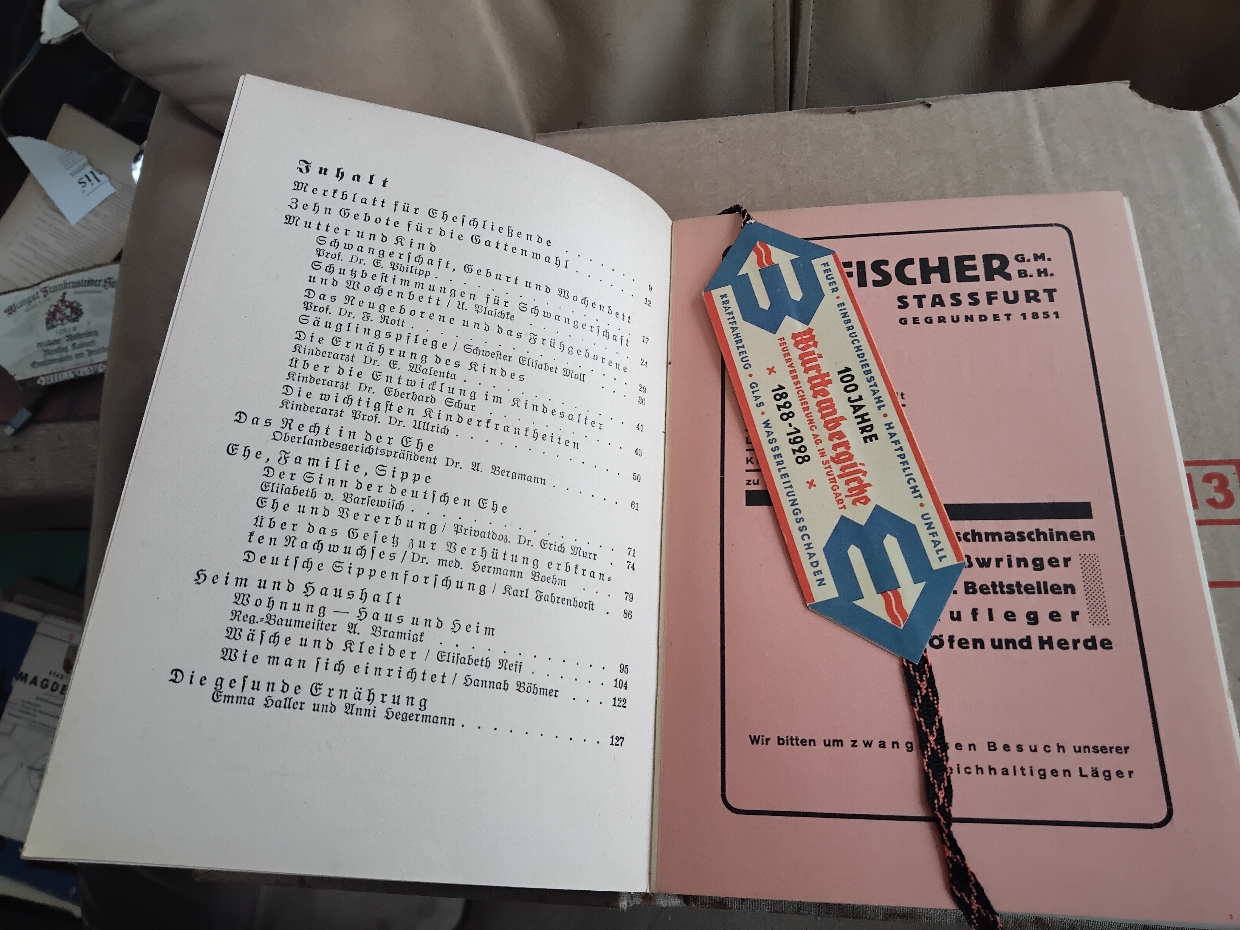 Inhalt
Merkblatt für Eheschließende . . . . . . 9
Zehn Gebote für die Gattenwahl . . . . . 12
Mutter und Kind
Schwangerschaft, Geburt und Wochenbett
Prof. Dr. E. Philipp . . . . . . 17
Schutzbestimmungen für Schwangerschaft
und Wochenbett / A. Plaschke . . . . . 24
Das Neugeborene und das Frühgeborene
Prof. Dr. F. Rott . . . . . . 29
Säuglingspflege / Schwester Elisabet Moll . . 36
Die Ernährung des Kindes
Kinderarzt Dr. E. Walenta . . . . . . 41
Über die Entwicklung im Kindesalter
Kinderarzt Dr. Eberhard Schur . . . . . . 45
Die wichtigsten Kinderkrankheiten
Kinderarzt Prof. Dr. Ullrich . . . . . . 50
Das Recht in der Ehe
Oberlandesgerichtspräsident Dr. A. Bergmann . . . . 61
Ehe, Familie, Sippe
Der Sinn der deutschen Ehe
Elisabeth v. Barsewisch . . . . . . 71
Ehe und Vererbung / Privatdoz. Dr. Erich Murr . . 74
Über das Gesetz zur Verhütung erbkran-
ken Nachwuchses / Dr. med. Hermann Boehm . . 79
Deutsche Sippenforschung / Karl Fahrenhorst . 86
Heim und Haushalt
Wohnung — Haus und Heim
Reg.-Baumeister A. Bramigk . . . . . . 95
Wäsche und Kleider / Elisabeth Neff . . . . 104
Wie man sich einrichtet / Hannah Böhmer . . . 122
Die gesunde Ernährung
Emma Haller und Anni Hegermann . . . . . . 127
FISCHER G.M.
B.H.
STASSFURT
GEGRUNDET 1851
zu
schmaschinen
ßwringer
. Bettstellen
ufleger
öfen und Herde
Wir bitten um zwang sen Besuch unserer
eichhaltigen Läger
FEUER • EINBRUCHDIEBSTAHL • HAFTPFLICHT • UNFALL
100 JAHRE
Württembergische
FEUERVERSICHERUNG AG. IN STUTTGART
× 1828-1928 ×
KRAFTFAHRZEUG • GLAS • WASSERLEITUNGSSCHADEN
13
MAGDE